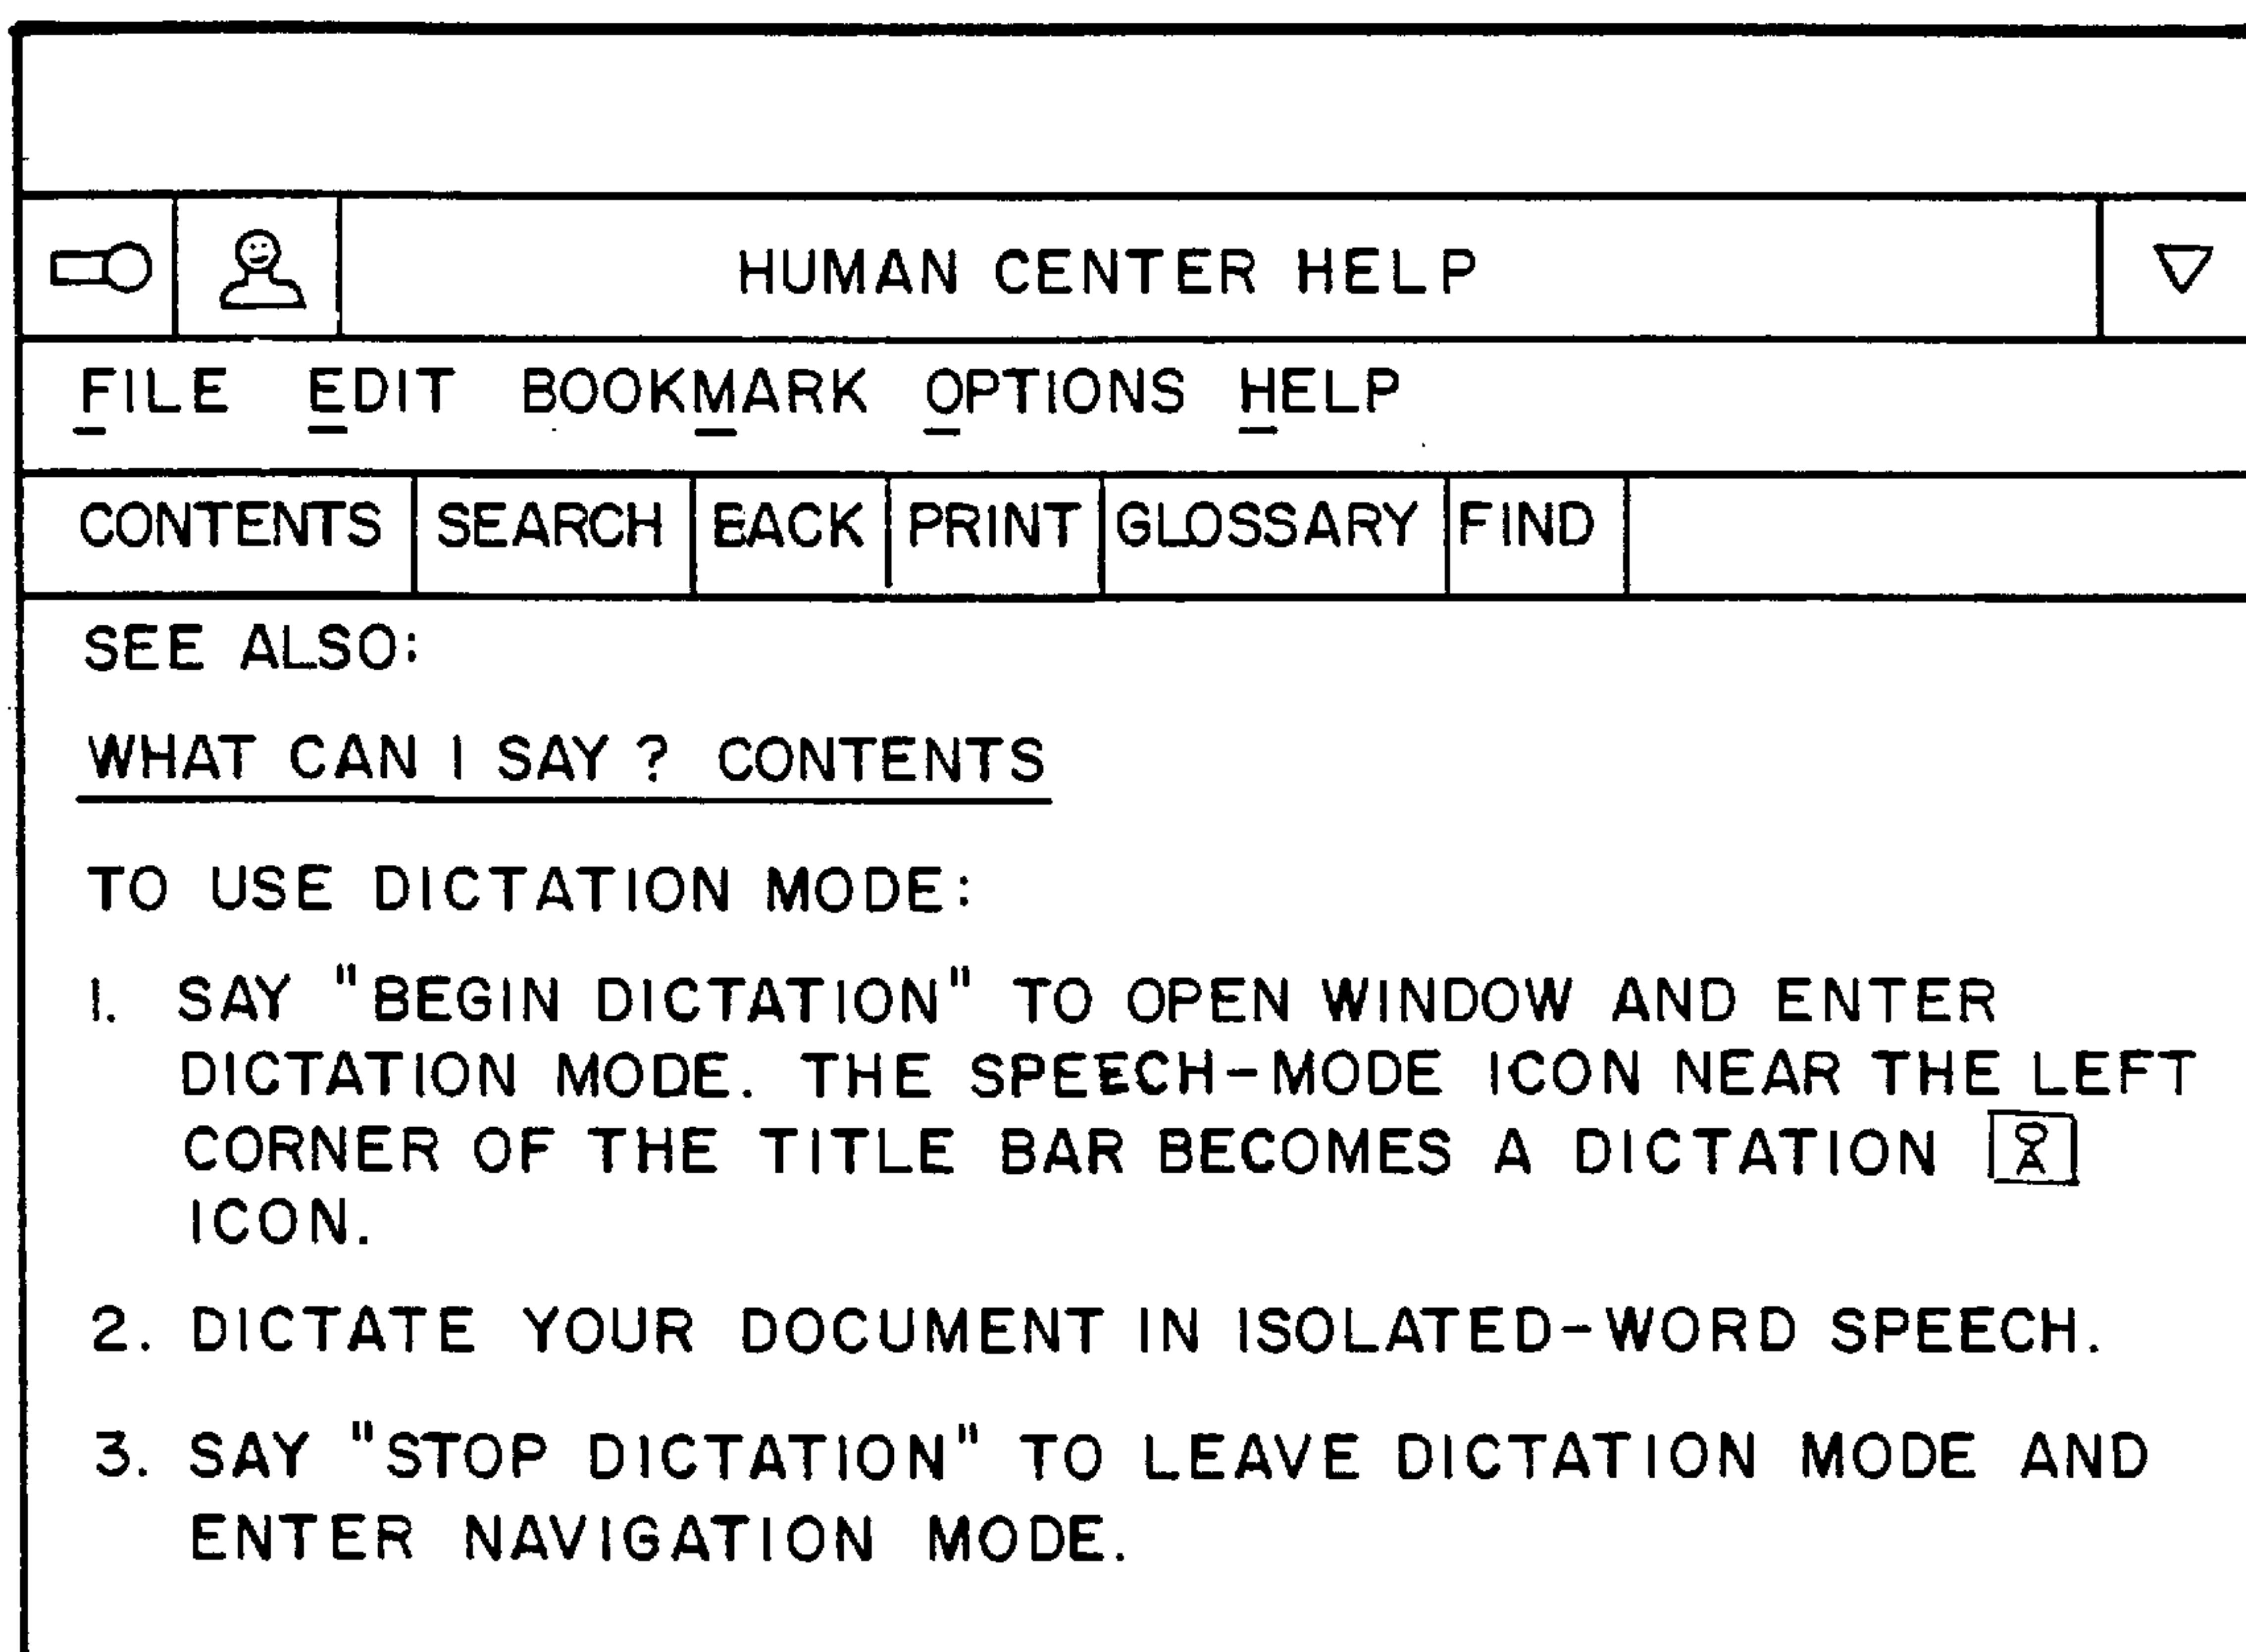 HUMAN CENTER HELP
FILE EDIT BOOKMARK OPTIONS HELP
CONTENTS SEARCH BACK PRINT GLOSSARY FIND
SEE ALSO:
WHAT CAN I SAY? CONTENTS
TO USE DICTATION MODE:
1. SAY "BEGIN DICTATION" TO OPEN WINDOW AND ENTER
DICTATION MODE. THE SPEECH-MODE ICON NEAR THE LEFT
CORNER OF THE TITLE BAR BECOMES A DICTATION
ICON.
2. DICTATE YOUR DOCUMENT IN ISOLATED-WORD SPEECH.
3. SAY "STOP DICTATION" TO LEAVE DICTATION MODE AND
ENTER NAVIGATION MODE.